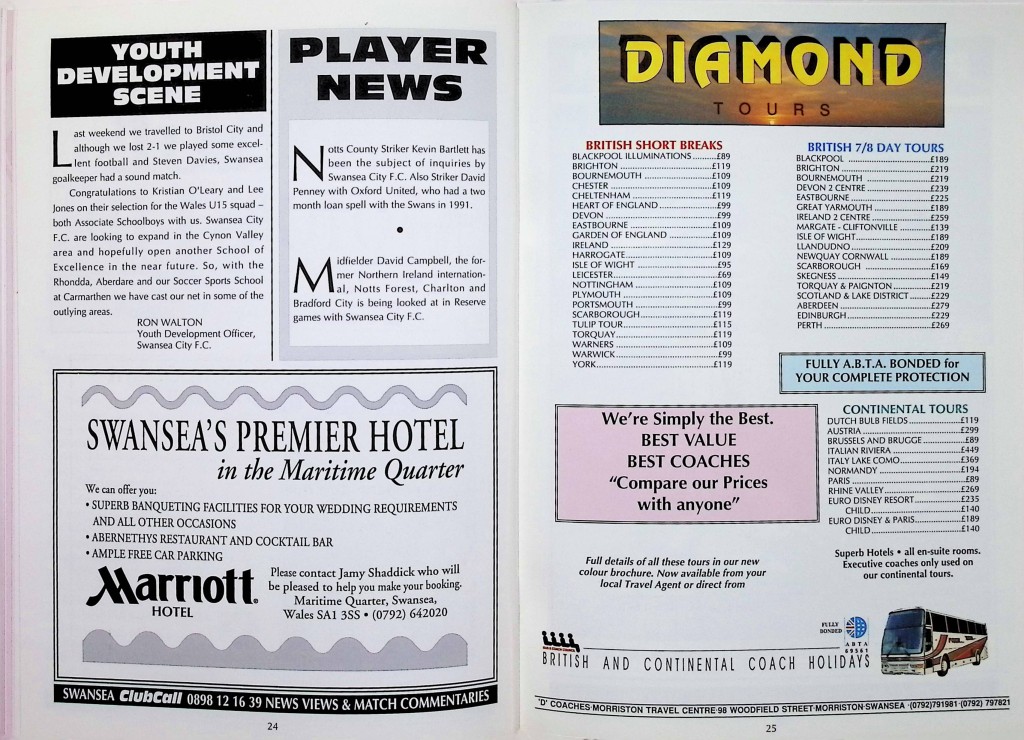 YOUTH
DEVELOPMENT
SCENE
Last weekend we travelled to Bristol City and
although we lost 2-1 we played some excel-
lent football and Steven Davies, Swansea
goalkeeper had a sound match.
Congratulations to Kristian O'Leary and Lee
Jones on their selection for the Wales U15 squad –
both Associate Schoolboys with us. Swansea City
F.C. are looking to expand in the Cynon Valley
area and hopefully open another School of
Excellence in the near future. So, with the
Rhondda, Aberdare and our Soccer Sports School
at Carmarthen we have cast our net in some of the
outlying areas.
RON WALTON
Youth Development Officer,
Swansea City F.C.
PLAYER
NEWS
Notts County Striker Kevin Bartlett has
been the subject of inquiries by
Swansea City F.C. Also Striker David
Penney with Oxford United, who had a two
month loan spell with the Swans in 1991.
•
Midfielder David Campbell, the for-
mer Northern Ireland internation-
al, Notts Forest, Charlton and
Bradford City is being looked at in Reserve
games with Swansea City F.C.
SWANSEA'S PREMIER HOTEL
in the Maritime Quarter
We can offer you:
• SUPERB BANQUETING FACILITIES FOR YOUR WEDDING REQUIREMENTS
AND ALL OTHER OCCASIONS
• ABERNETHYS RESTAURANT AND COCKTAIL BAR
• AMPLE FREE CAR PARKING
Marriott.
HOTEL
Please contact Jamy Shaddick who will
be pleased to help you make your booking.
Maritime Quarter, Swansea,
Wales SA1 3SS • (0792) 642020
SWANSEA ClubCall 0898 12 16 39 NEWS VIEWS & MATCH COMMENTARIES
24
DIAMOND
TOURS
BRITISH SHORT BREAKS
BLACKPOOL ILLUMINATIONS..........£89
BRIGHTON..........£119
BOURNEMOUTH..........£109
CHESTER..........£109
CHELTENHAM..........£119
HEART OF ENGLAND..........£99
DEVON..........£99
EASTBOURNE..........£109
GARDEN OF ENGLAND..........£109
IRELAND..........£129
HARROGATE..........£109
ISLE OF WIGHT..........£95
LEICESTER..........£69
NOTTINGHAM..........£109
PLYMOUTH..........£109
PORTSMOUTH..........£99
SCARBOROUGH..........£119
TULIP TOUR..........£115
TORQUAY..........£119
WARNERS..........£109
WARWICK..........£99
YORK..........£119
BRITISH 7/8 DAY TOURS
BLACKPOOL..........£189
BRIGHTON..........£219
BOURNEMOUTH..........£219
DEVON 2 CENTRE..........£239
EASTBOURNE..........£225
GREAT YARMOUTH..........£189
IRELAND 2 CENTRE..........£259
MARGATE - CLIFTONVILLE..........£139
ISLE OF WIGHT..........£189
LLANDUDNO..........£209
NEWQUAY CORNWALL..........£189
SCARBOROUGH..........£169
SKEGNESS..........£149
TORQUAY & PAIGNTON..........£219
SCOTLAND & LAKE DISTRICT..........£229
ABERDEEN..........£279
EDINBURGH..........£229
PERTH..........£269
FULLY A.B.T.A. BONDED for
YOUR COMPLETE PROTECTION
We're Simply the Best.
BEST VALUE
BEST COACHES
"Compare our Prices
with anyone"
CONTINENTAL TOURS
DUTCH BULB FIELDS..........£119
AUSTRIA..........£299
BRUSSELS AND BRUGGE..........£89
ITALIAN RIVIERA..........£449
ITALY LAKE COMO..........£369
NORMANDY..........£194
PARIS..........£89
RHINE VALLEY..........£269
EURO DISNEY RESORT..........£235
CHILD..........£140
EURO DISNEY & PARIS..........£189
CHILD..........£140
Full details of all these tours in our new
colour brochure. Now available from your
local Travel Agent or direct from
Superb Hotels • all en-suite rooms.
Executive coaches only used on
our continental tours.
FULLY
BONDED
ABTA
69561
BRITISH AND CONTINENTAL COACH HOLIDAYS
'D' COACHES·MORRISTON TRAVEL CENTRE·98 WOODFIELD STREET·MORRISTON·SWANSEA·(0792)791981·(0792) 797821
25